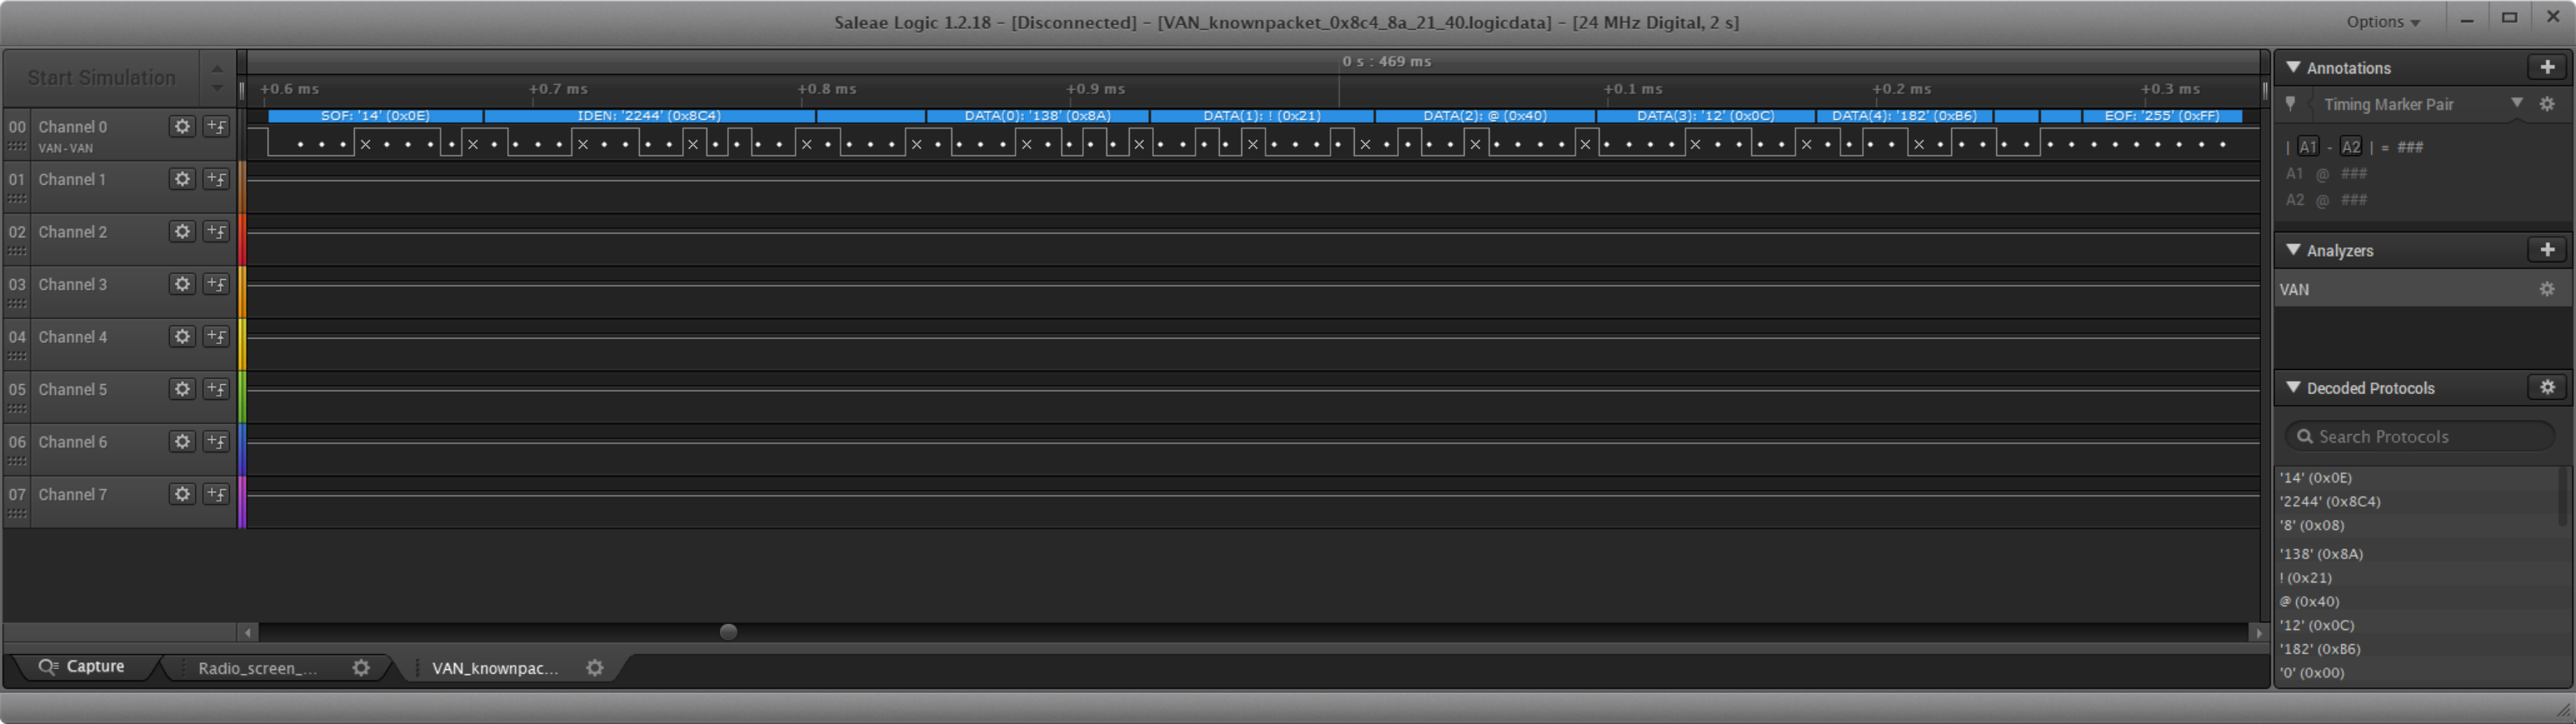 Saleae Logic 1.2.18 - [Disconnected] - [VAN_knownpacket_0x8c4_8a_21_40.logicdata] - [24 MHz Digital, 2 s]
Options
Start Simulation
0 s : 469 ms
+0.6 ms +0.7 ms +0.8 ms +0.9 ms +0.1 ms +0.2 ms +0.3 ms
SOF: '14' (0x0E) IDEN: '2244' (0x8C4) DATA(0): '138' (0x8A) DATA(1): ! (0x21) DATA(2): @ (0x40) DATA(3): '12' (0x0C) DATA(4): '182' (0xB6) EOF: '255' (0xFF)
00 Channel 0
VAN - VAN
01 Channel 1
02 Channel 2
03 Channel 3
04 Channel 4
05 Channel 5
06 Channel 6
07 Channel 7
Capture
Radio_screen_...
VAN_knownpac...
Annotations
Timing Marker Pair
| A1 - A2 | = ###
A1 @ ###
A2 @ ###
Analyzers
VAN
Decoded Protocols
Search Protocols
'14' (0x0E)
'2244' (0x8C4)
'8' (0x08)
'138' (0x8A)
! (0x21)
@ (0x40)
'12' (0x0C)
'182' (0xB6)
'0' (0x00)